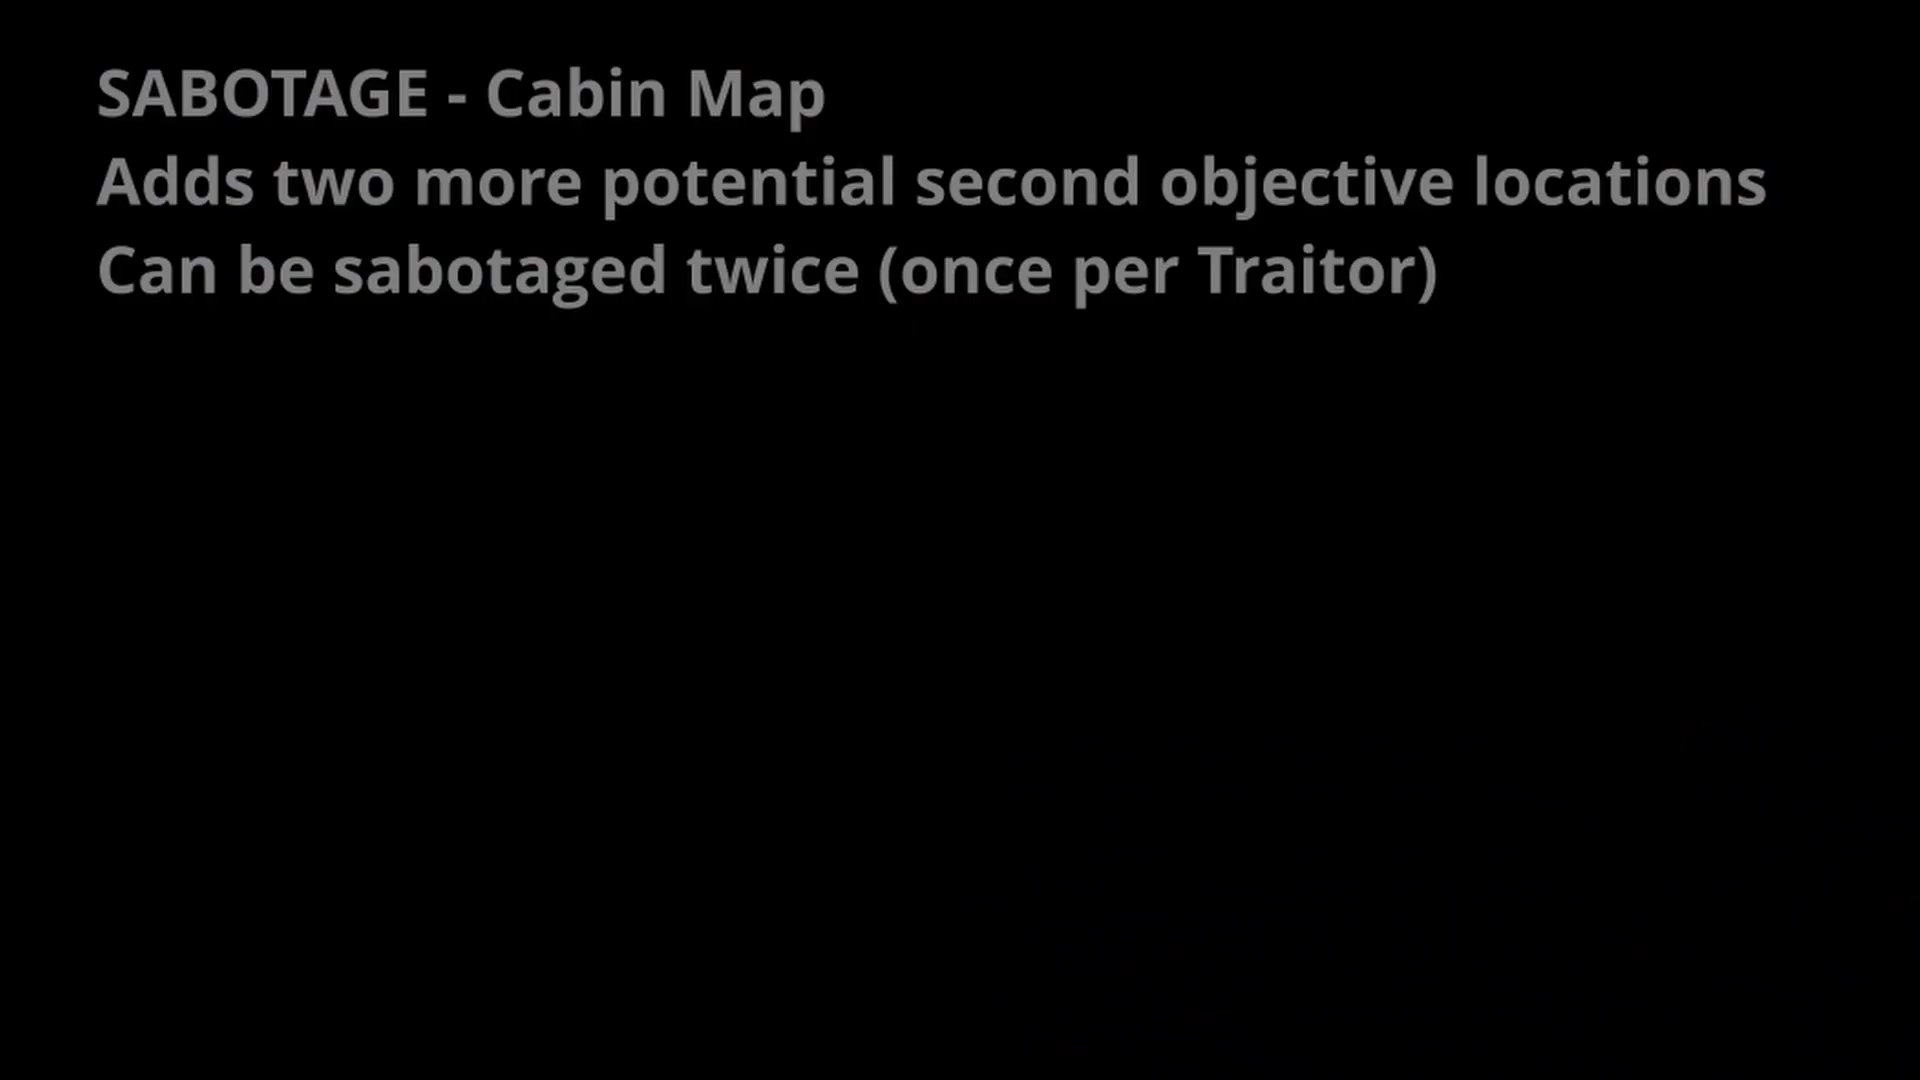 SABOTAGE - Cabin Map
Adds two more potential second objective locations
Can be sabotaged twice (once per Traitor)